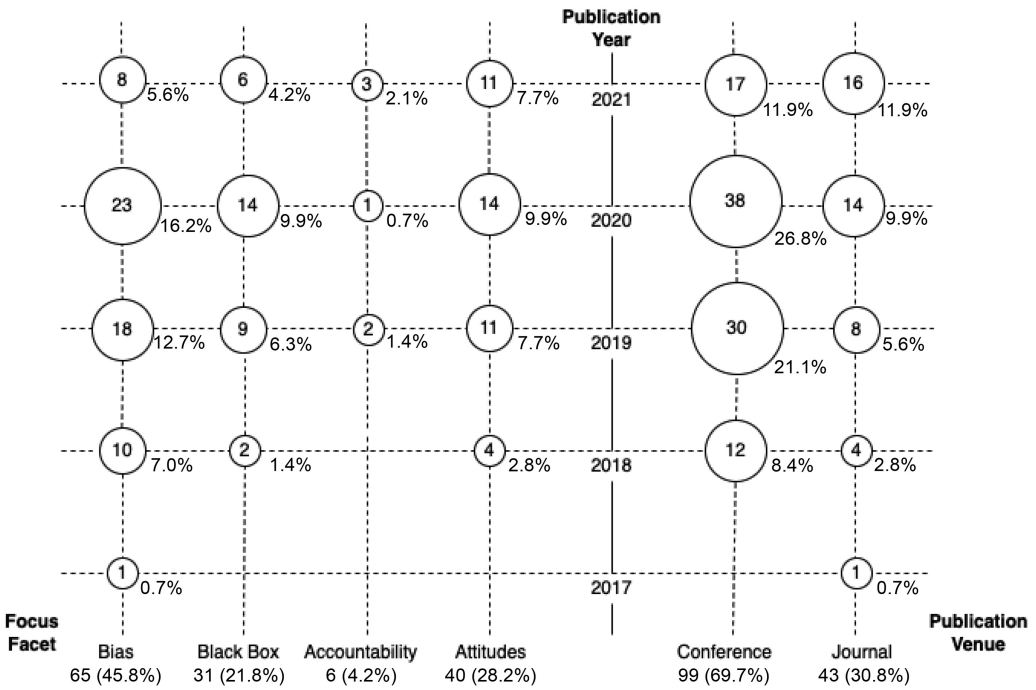 Publication
Year
8 6 3 11 17 16
5.6% 4.2% 2.1% 7.7% 2021 11.9% 11.9%
23 14 1 14 38 14
16.2% 9.9% 0.7% 9.9% 2020 26.8% 9.9%
18 9 2 11 30 8
12.7% 6.3% 1.4% 7.7% 2019 21.1% 5.6%
10 2 4 12 4
7.0% 1.4% 2.8% 2018 8.4% 2.8%
1 1
0.7% 2017 0.7%
Focus
Facet
Publication
Venue
Bias Black Box Accountability Attitudes Conference Journal
65 (45.8%) 31 (21.8%) 6 (4.2%) 40 (28.2%) 99 (69.7%) 43 (30.8%)